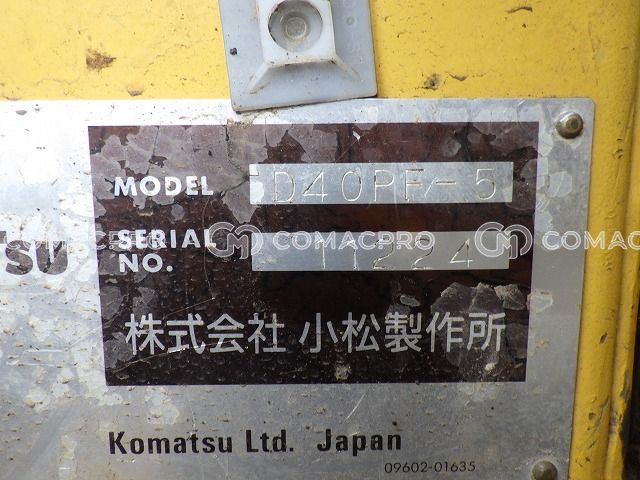 MODEL D40PF-5
TSU
SERIAL NO. 11224
COMACPRO COMACPRO
株式会社 小松製作所
Komatsu Ltd. Japan
09602-01635